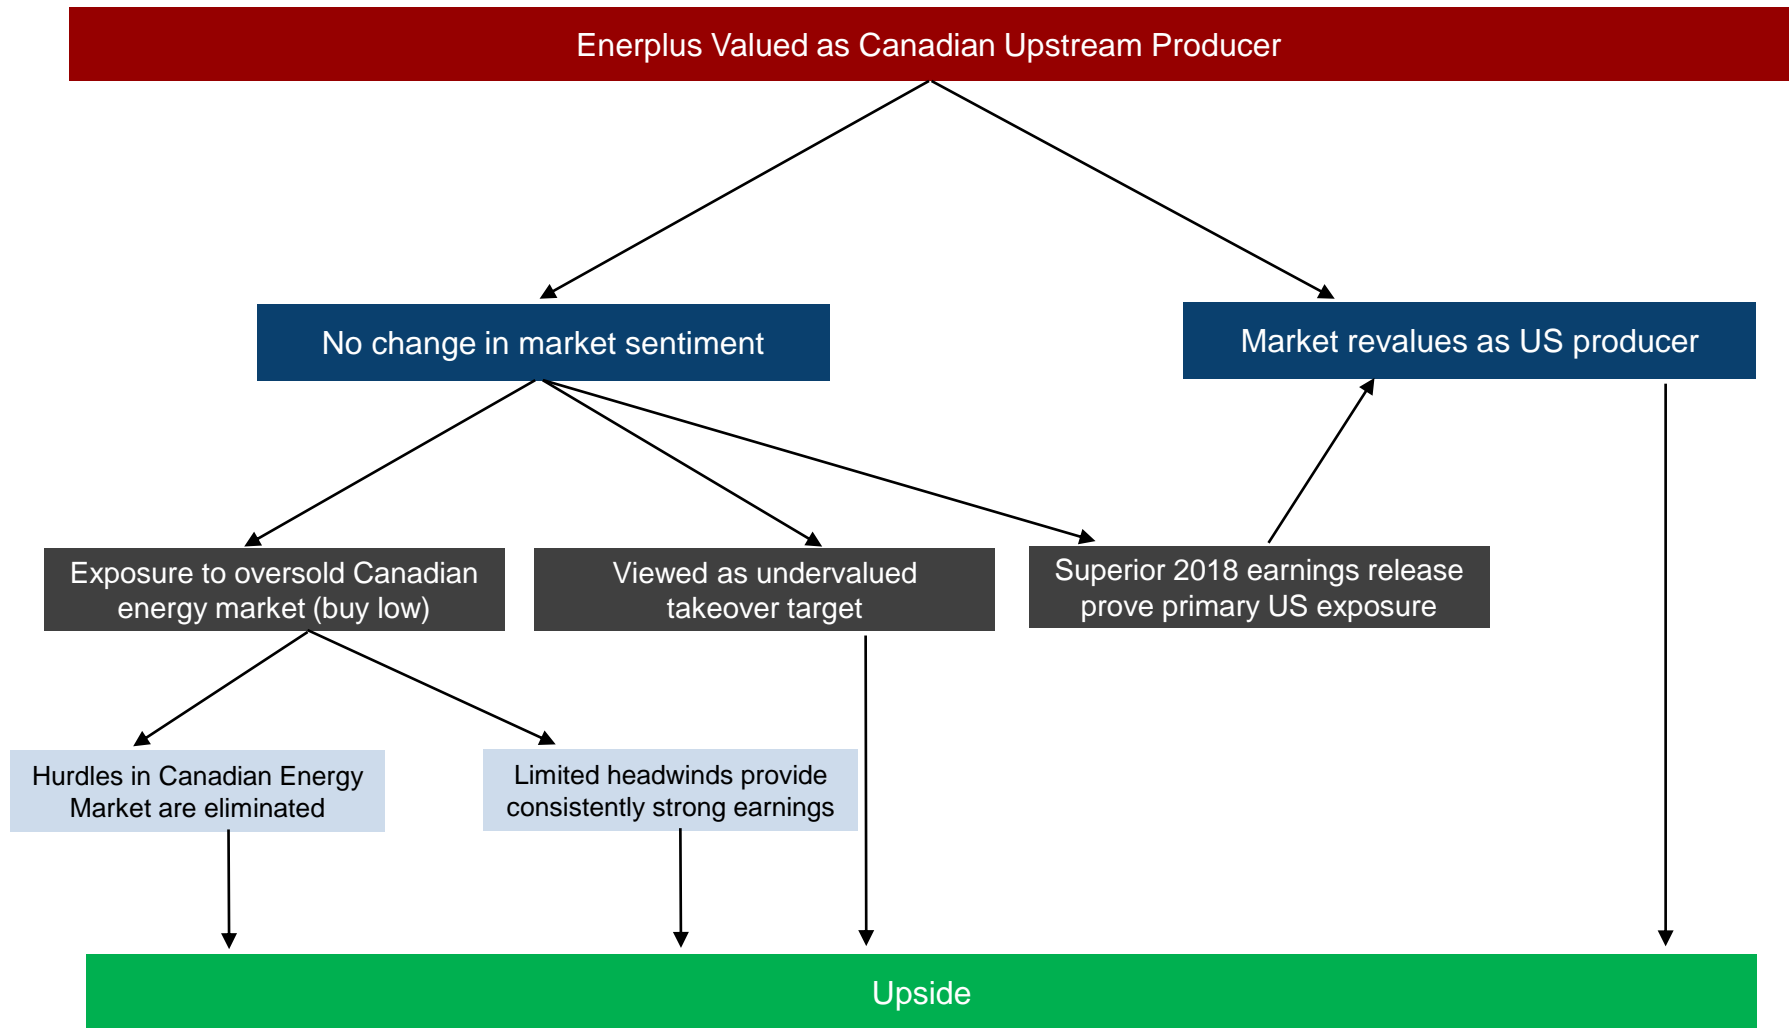 Enerplus Valued as Canadian Upstream Producer
No change in market sentiment
Market revalues as US producer
Exposure to oversold Canadian
energy market (buy low)
Viewed as undervalued
takeover target
Superior 2018 earnings release
prove primary US exposure
Hurdles in Canadian Energy
Market are eliminated
Limited headwinds provide
consistently strong earnings
Upside